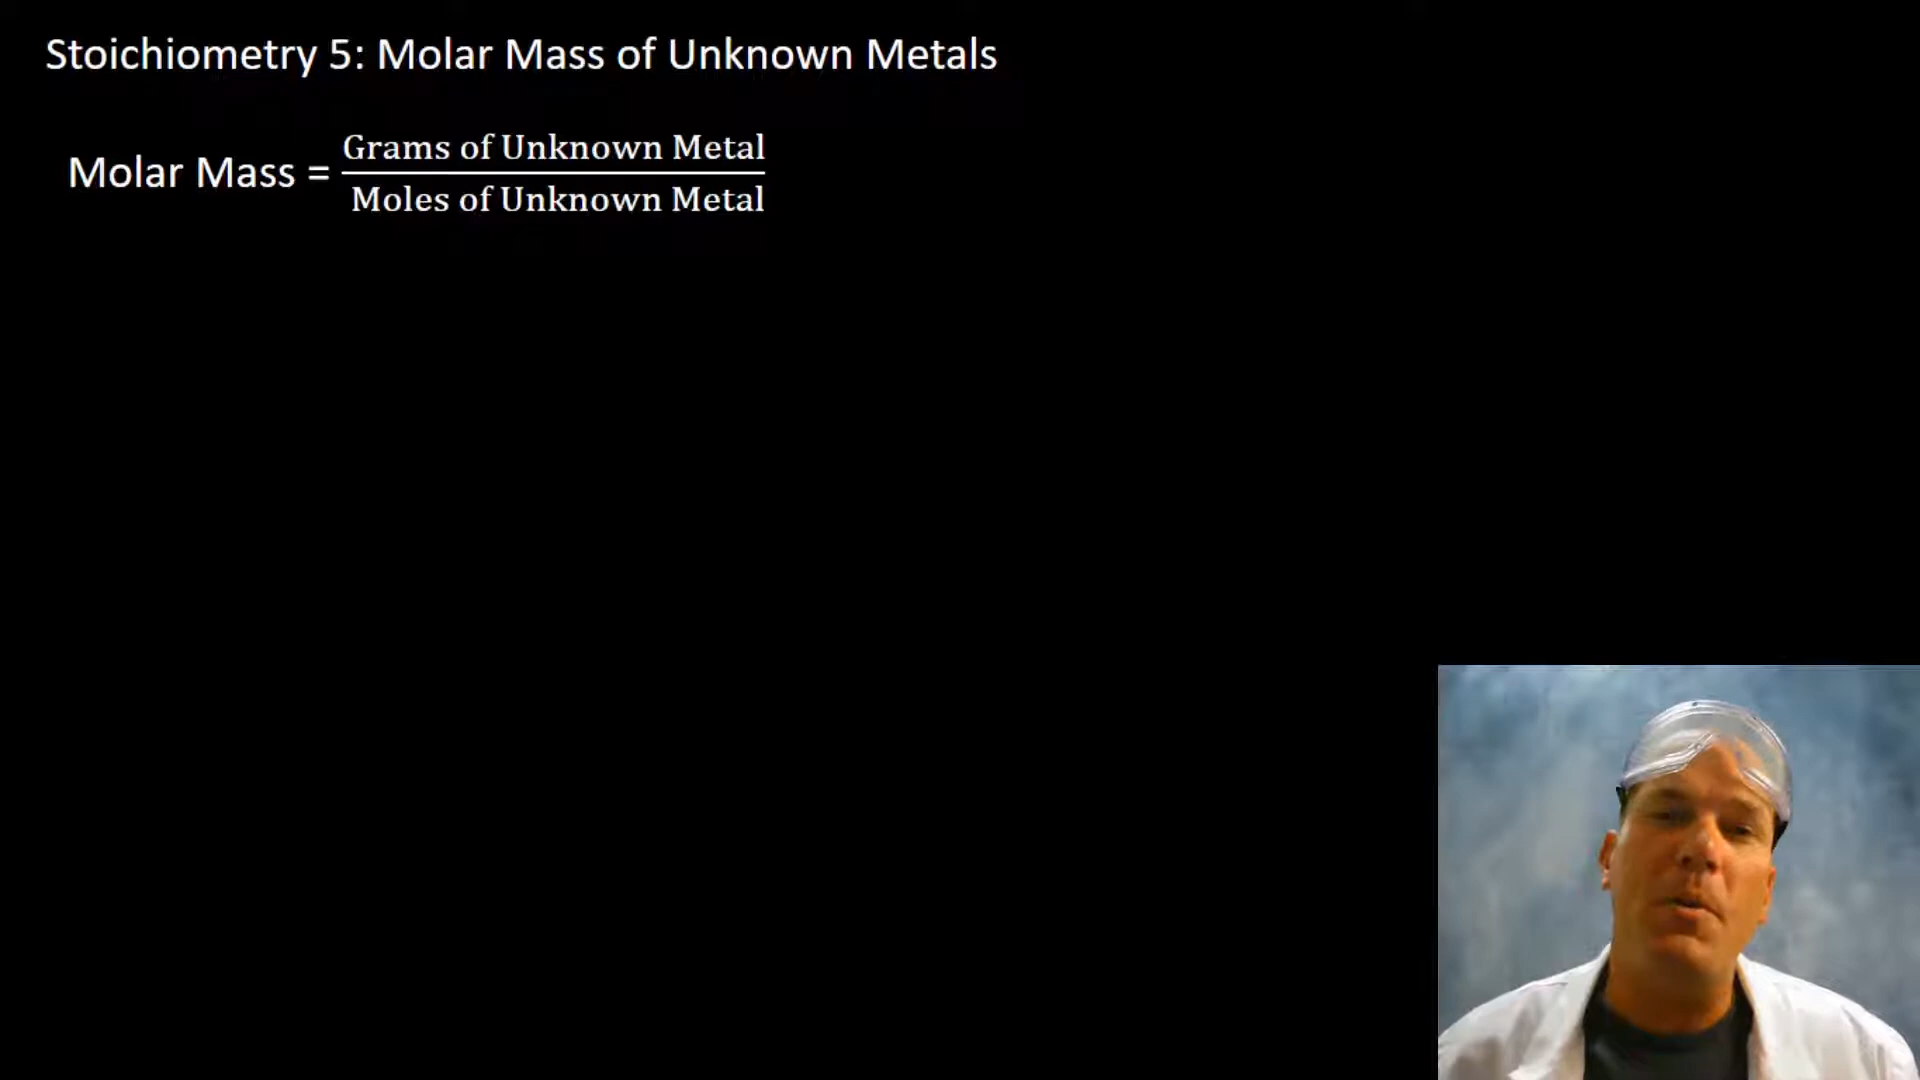 Stoichiometry 5: Molar Mass of Unknown Metals
Molar Mass = Grams of Unknown Metal
Moles of Unknown Metal